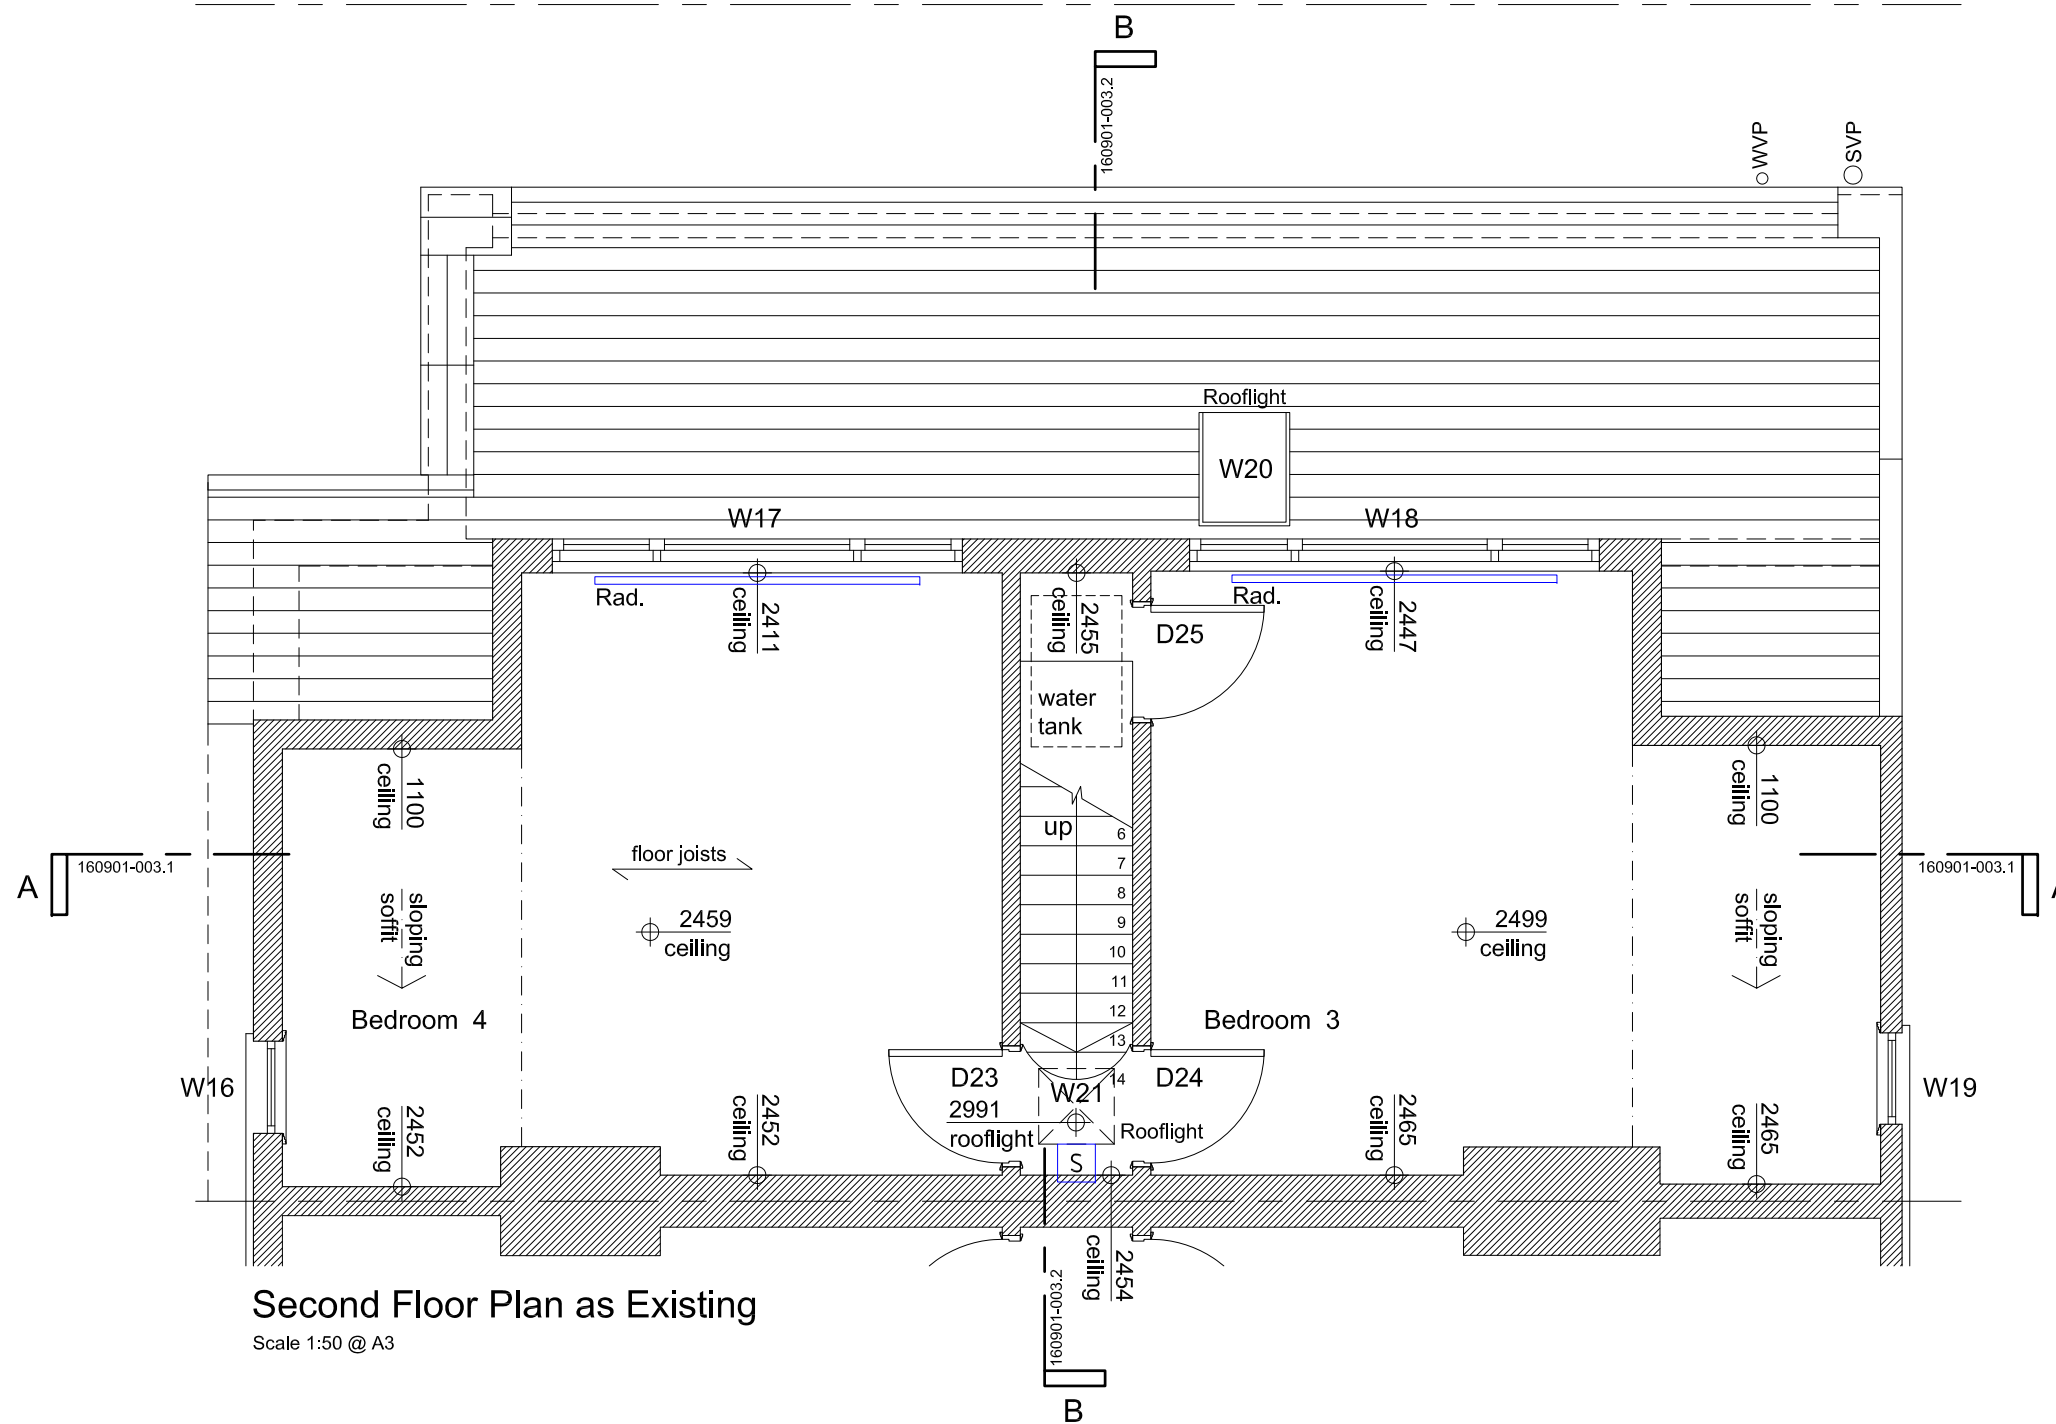 B
160901-003.2
WVP
SVP
Rooflight
W20
W17
W18
Rad.
2411
ceiling
2455
ceiling
Rad.
2447
ceiling
D25
water
tank
1100
ceiling
1100
ceiling
up
6
7
8
9
10
11
12
13
14
floor joists
A
160901-003.1
160901-003.1
sloping
soffit
2459
ceiling
2499
ceiling
sloping
soffit
Bedroom 4
Bedroom 3
W16
D23
W21
D24
W19
2991
rooflight
Rooflight
2452
ceiling
2452
ceiling
S
2465
ceiling
2465
ceiling
2454
ceiling
160901-003.2
Second Floor Plan as Existing
Scale 1:50 @ A3
B